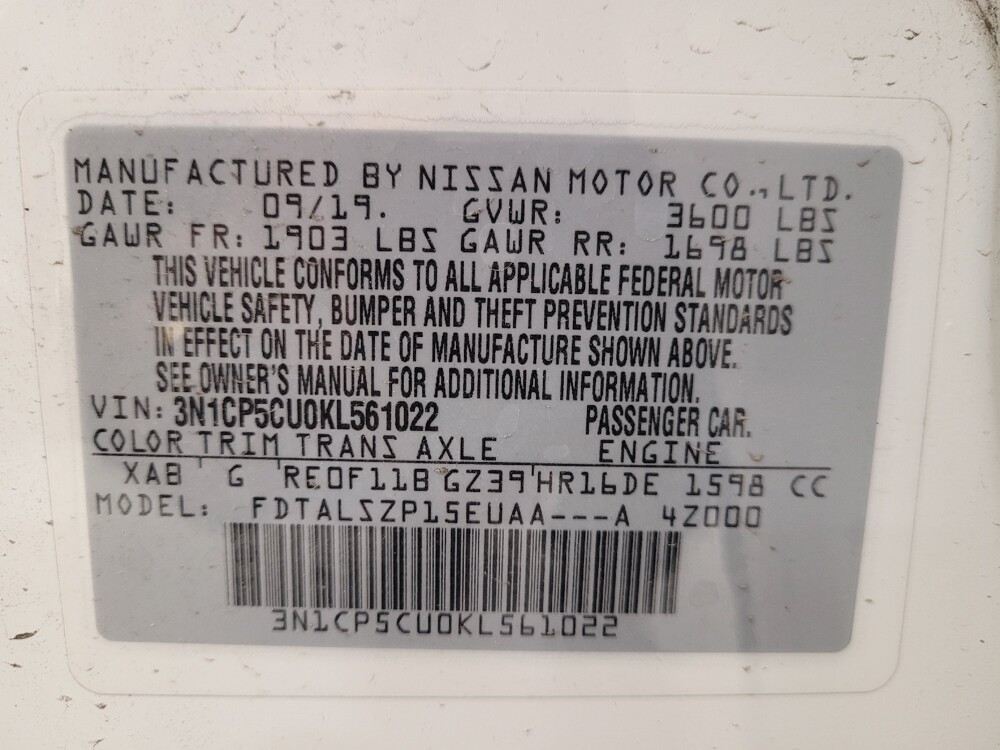 MANUFACTURED BY NISSAN MOTOR CO., LTD.
DATE: 09/19. GVWR: 3600 LBS
GAWR FR: 1903 LBS GAWR RR: 1698 LBS
THIS VEHICLE CONFORMS TO ALL APPLICABLE FEDERAL MOTOR
VEHICLE SAFETY, BUMPER AND THEFT PREVENTION STANDARDS
IN EFFECT ON THE DATE OF MANUFACTURE SHOWN ABOVE.
SEE OWNER'S MANUAL FOR ADDITIONAL INFORMATION.
VIN: 3N1CP5CU0KL561022 PASSENGER CAR.
COLOR TRIM TRANS AXLE ENGINE
XAB G RE0F11B GZ39 HR16DE 1598 CC
MODEL: FDTALSZP15EUAA---A 4Z000
3N1CP5CU0KL561022